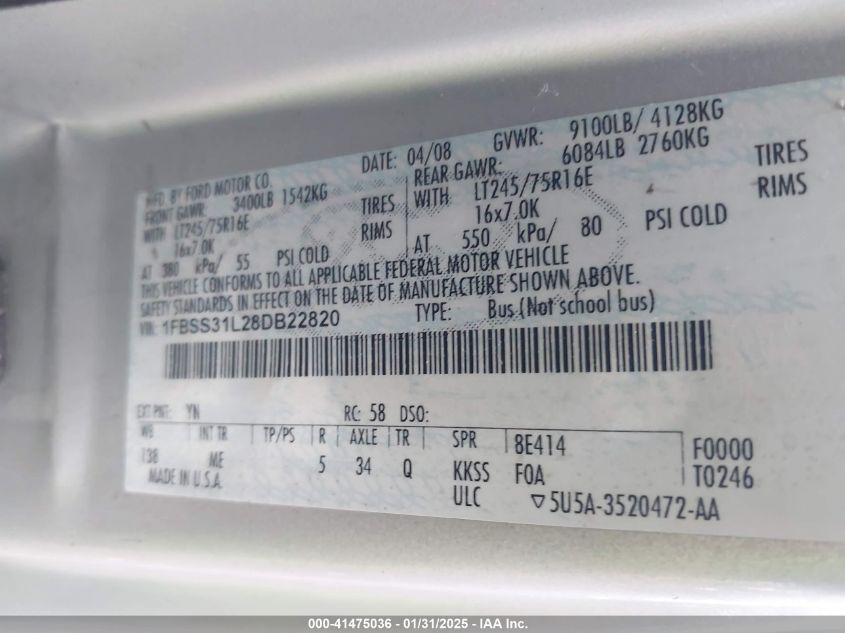 MFD. BY FORD MOTOR CO. DATE: 04/08 GVWR: 9100LB/ 4128KG
FRONT GAWR: 3400LB 1542KG REAR GAWR: 6084LB 2760KG
WITH LT245/75R16E TIRES WITH LT245/75R16E TIRES
16x7.0K RIMS 16x7.0K RIMS
AT 380 kPa/ 55 PSI COLD AT 550 kPa/ 80 PSI COLD
THIS VEHICLE CONFORMS TO ALL APPLICABLE FEDERAL MOTOR VEHICLE
SAFETY STANDARDS IN EFFECT ON THE DATE OF MANUFACTURE SHOWN ABOVE.
VIN: 1FBSS31L28DB22820 TYPE: Bus (Not school bus)
EXT PNT: YN RC: 58 DSO:
WB INT TR TP/PS R AXLE TR SPR 8E414 F0000
138 ME 5 34 Q KKSS FOA T0246
MADE IN U.S.A. ULC ▽5U5A-3520472-AA
000-41475036 - 01/31/2025 - IAA Inc.